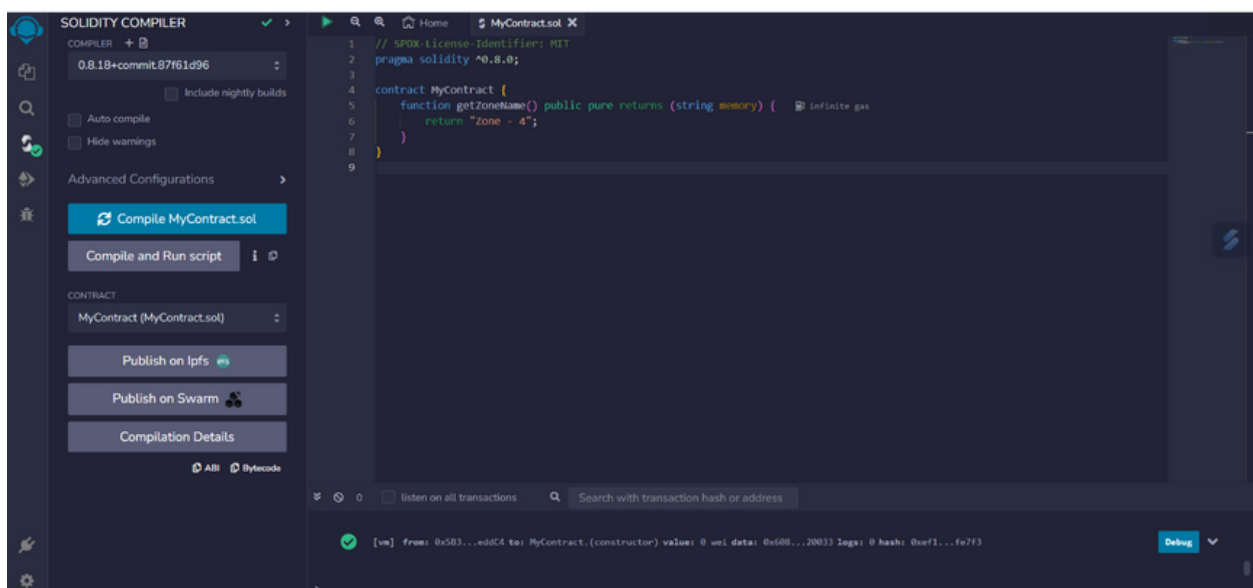 SOLIDITY COMPILER
COMPILER
0.8.18+commit.87f61d96
Include nightly builds
Auto compile
Hide warnings
Advanced Configurations
Compile MyContract.sol
Compile and Run script
CONTRACT
MyContract (MyContract.sol)
Publish on Ipfs
Publish on Swarm
Compilation Details
ABI Bytecode
Home MyContract.sol
1 // SPDX-License-Identifier: MIT
2 pragma solidity ^0.8.0;
3
4 contract MyContract {
5 function getZoneName() public pure returns (string memory) { infinite gas
6 return "Zone - 4";
7 }
8 }
9
0 listen on all transactions Search with transaction hash or address
[vm] from: 0x5B3...eddC4 to: MyContract.(constructor) value: 0 wei data: 0x608...20033 logs: 0 hash: 0xef1...fe7f3
Debug